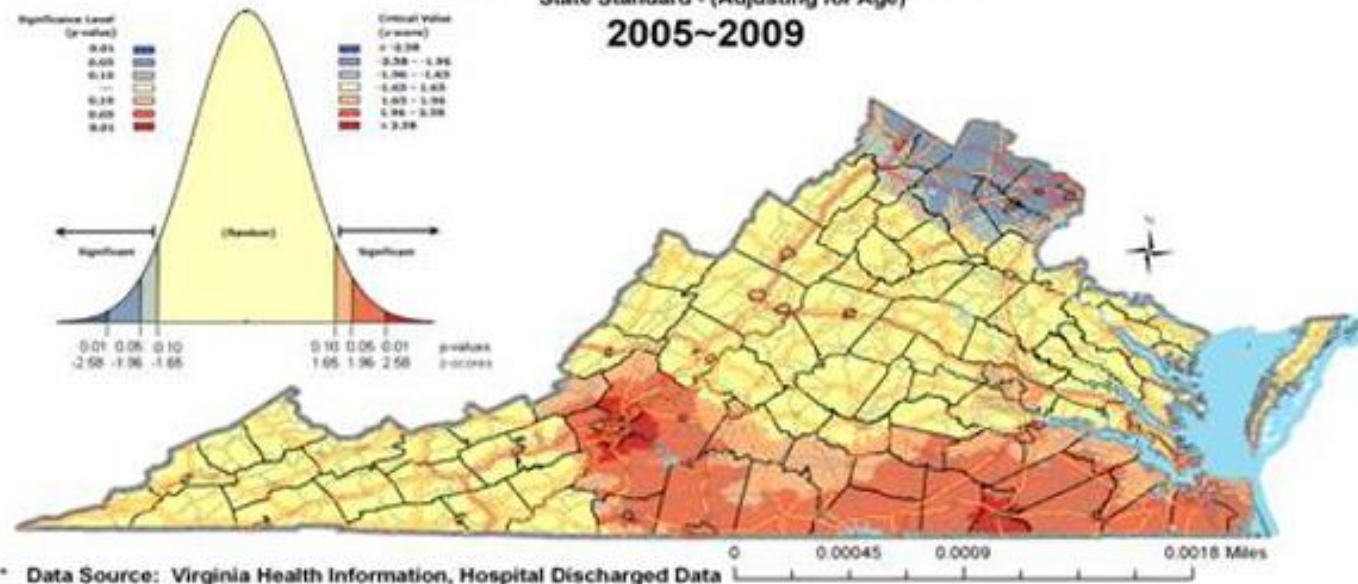 State Standard - (Adjusting for Age)
2005~2009
Significance Level
(p-value)
Critical Value
(z-score)
0.01
0.05
0.10
---
0.10
0.05
0.01
< -2.58
-2.58 - -1.96
-1.96 - -1.65
-1.65 - 1.65
1.65 - 1.96
1.96 - 2.58
> 2.58
Significant
(Random)
Significant
0.01 0.05 0.10
0.10 0.05 0.01
p-values
-2.58 -1.96 -1.65
1.65 1.96 2.58
z-scores
0 0.00045 0.0009 0.0018 Miles
* Data Source: Virginia Health Information, Hospital Discharged Data